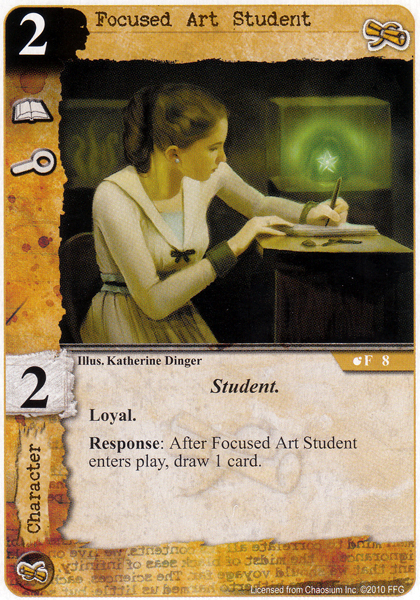 2
Focused Art Student
Illus. Katherine Dinger
F 8
2
Student.
Loyal.
Response: After Focused Art Student
enters play, draw 1 card.
Character
Licensed from Chaosium Inc. ©2010 FFG